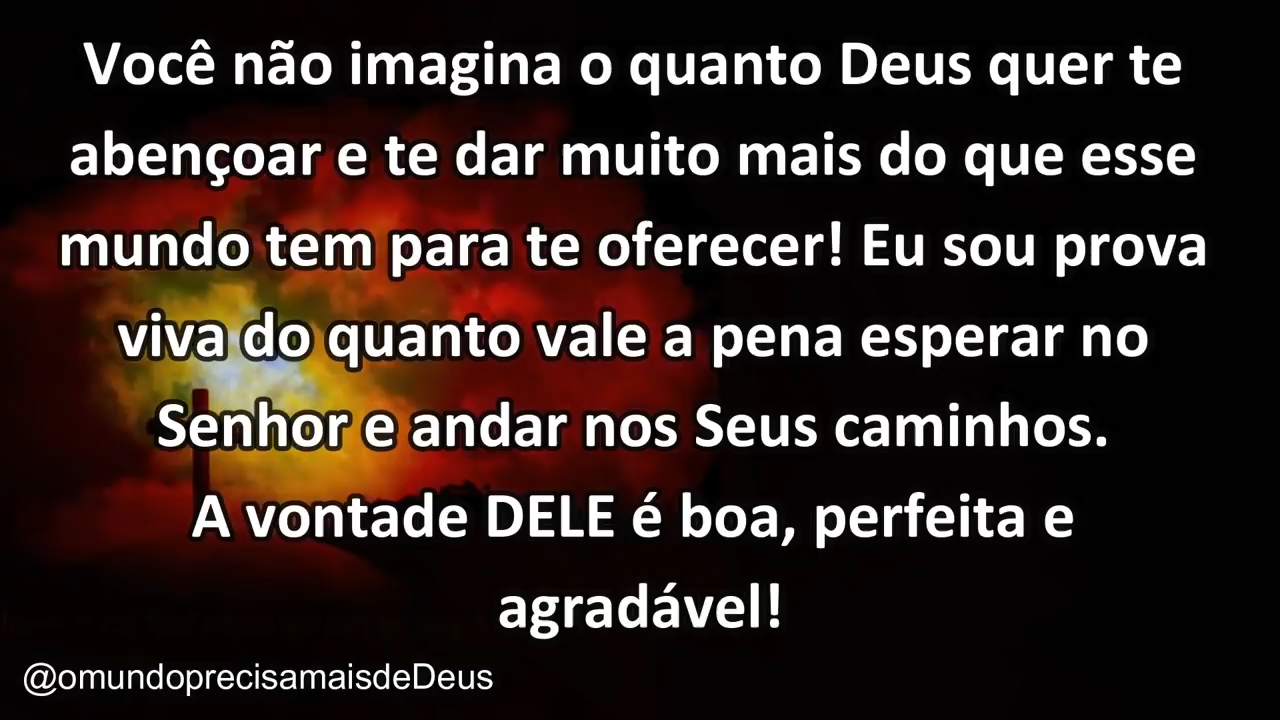 Você não imagina o quanto Deus quer te
abençoar e te dar muito mais do que esse
mundo tem para te oferecer! Eu sou prova
viva do quanto vale a pena esperar no
Senhor e andar nos Seus caminhos.
A vontade DELE é boa, perfeita e
agradável!
@omundoprecisamaisdeDeus